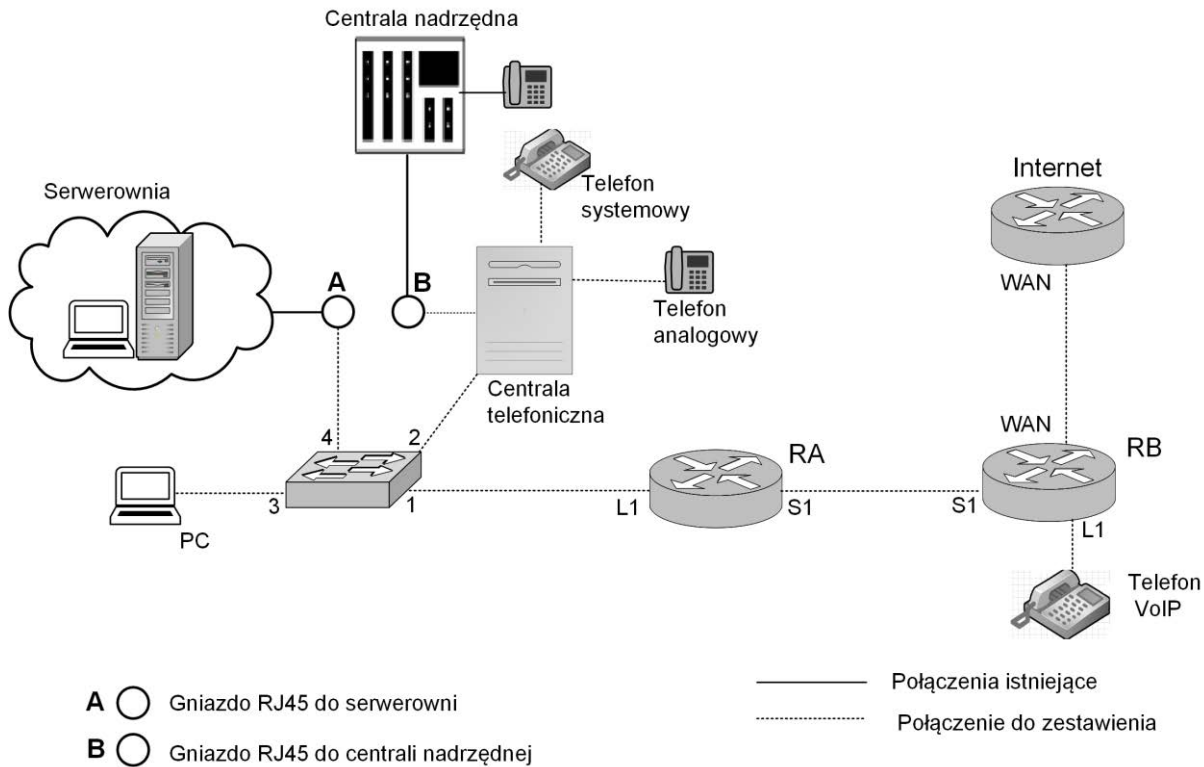 Centrala nadrzędna
Serwerownia
Telefon
systemowy
Internet
A
B
WAN
Telefon
analogowy
Centrala
telefoniczna
WAN
4
2
RA
RB
PC
3
1
L1
S1
S1
L1
Telefon
VoIP
A Gniazdo RJ45 do serwerowni
B Gniazdo RJ45 do centrali nadrzędnej
Połączenia istniejące
Połączenie do zestawienia